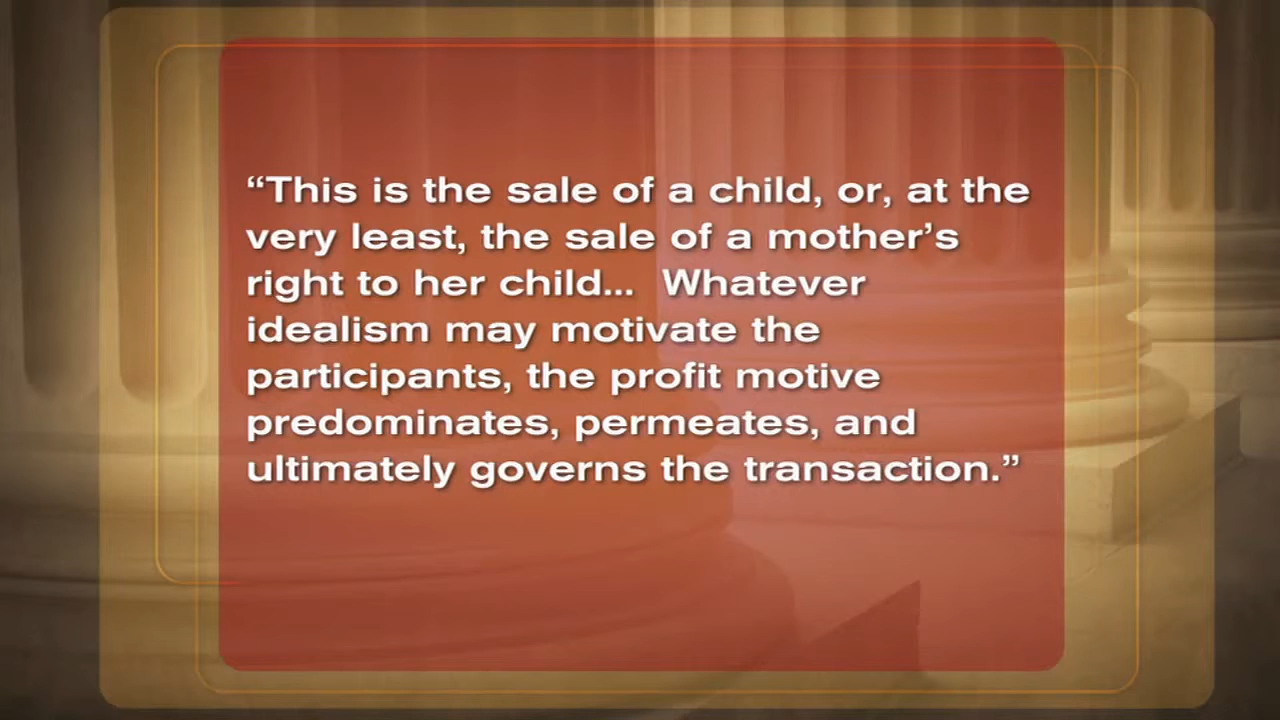 “This is the sale of a child, or, at the
very least, the sale of a mother’s
right to her child...  Whatever
idealism may motivate the
participants, the profit motive
predominates, permeates, and
ultimately governs the transaction.”